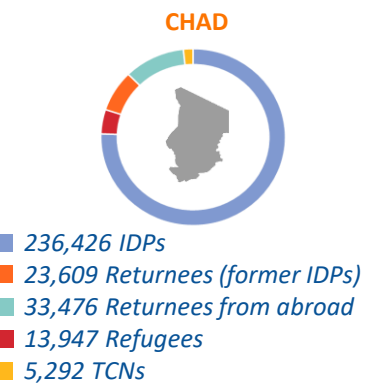 CHAD
236,426 IDPs
23,609 Returnees (former IDPs)
33,476 Returnees from abroad
13,947 Refugees
5,292 TCNs